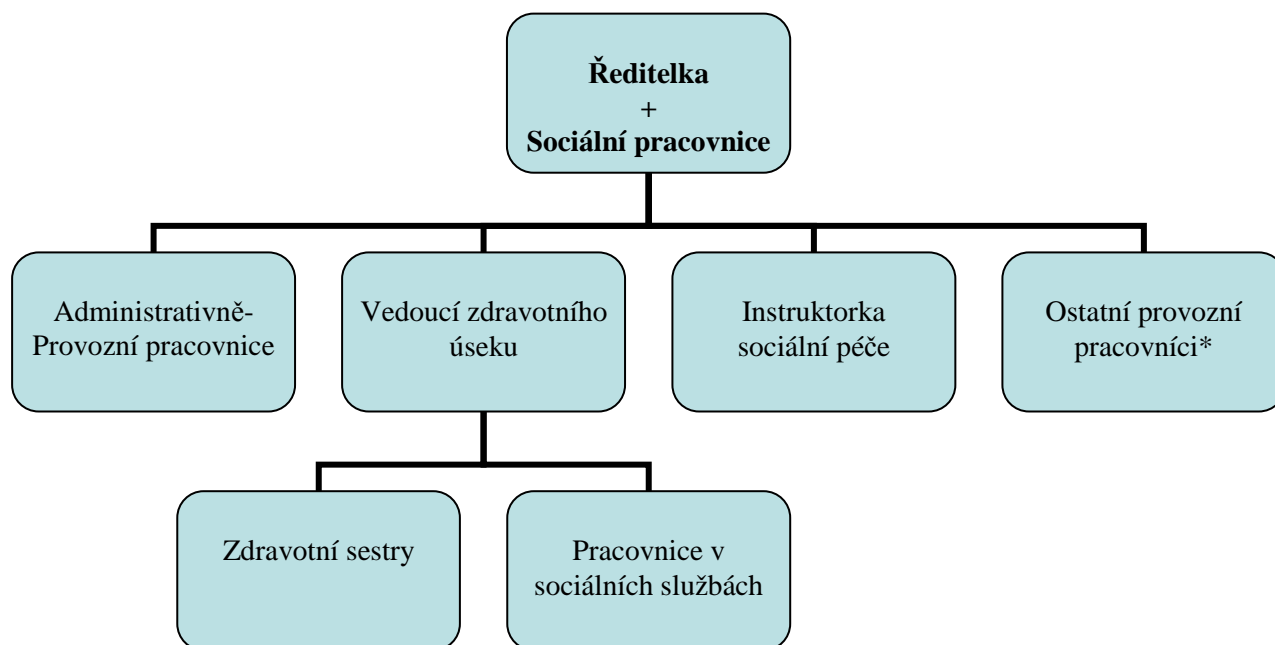 Ředitelka
+
Sociální pracovnice
Administrativně-
Provozní pracovnice
Vedoucí zdravotního
úseku
Instruktorka
sociální péče
Ostatní provozní
pracovníci*
Zdravotní sestry
Pracovnice v
sociálních službách